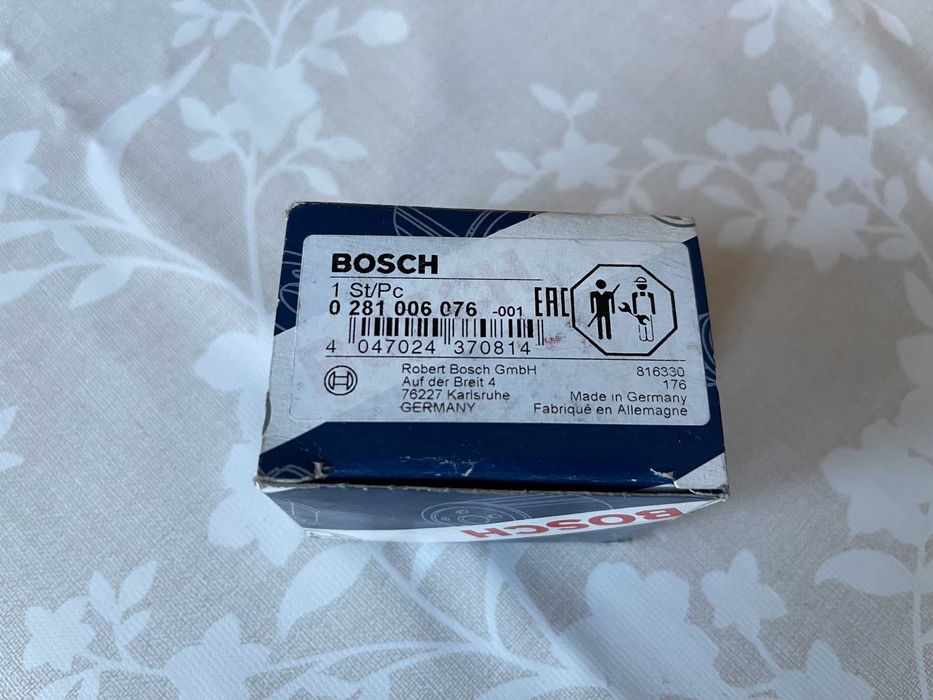 BOSCH
1 St/Pc
0 281 006 076 -001
EAC
4 047024 370814
Robert Bosch GmbH
Auf der Breit 4
76227 Karlsruhe
GERMANY
816330
176
Made in Germany
Fabriqué en Allemagne
BOSCH